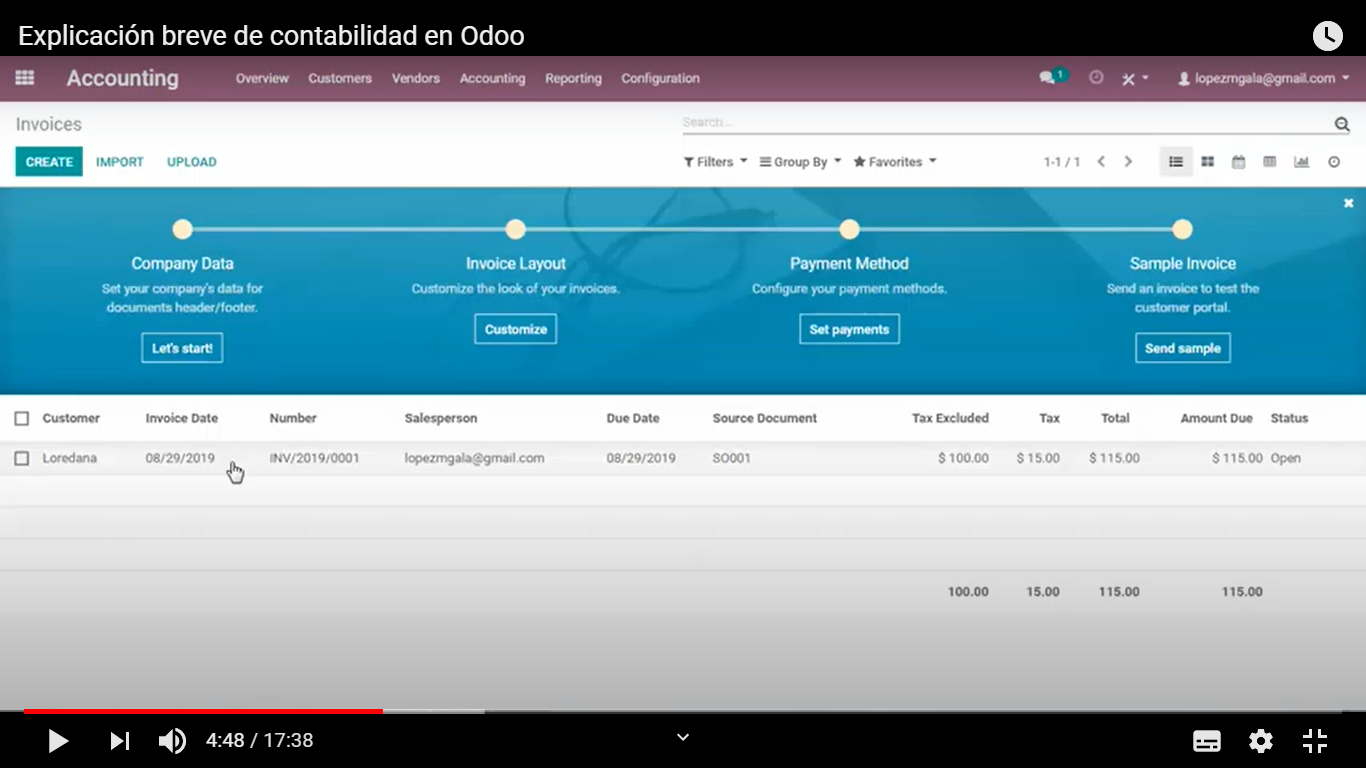 Explicación breve de contabilidad en Odoo
Accounting Overview Customers Vendors Accounting Reporting Configuration 1 lopezmgala@gmail.com
Invoices Search...
CREATE IMPORT UPLOAD Filters Group By Favorites 1-1 / 1
Company Data Invoice Layout Payment Method Sample Invoice
Set your company's data for Customize the look of your invoices. Configure your payment methods. Send an invoice to test the
documents header/footer. customer portal.
Customize Set payments
Let's start! Send sample
Customer Invoice Date Number Salesperson Due Date Source Document Tax Excluded Tax Total Amount Due Status
Loredana 08/29/2019 INV/2019/0001 lopezmgala@gmail.com 08/29/2019 SO001 $ 100.00 $ 15.00 $ 115.00 $ 115.00 Open
100.00 15.00 115.00 115.00
4:48 / 17:38